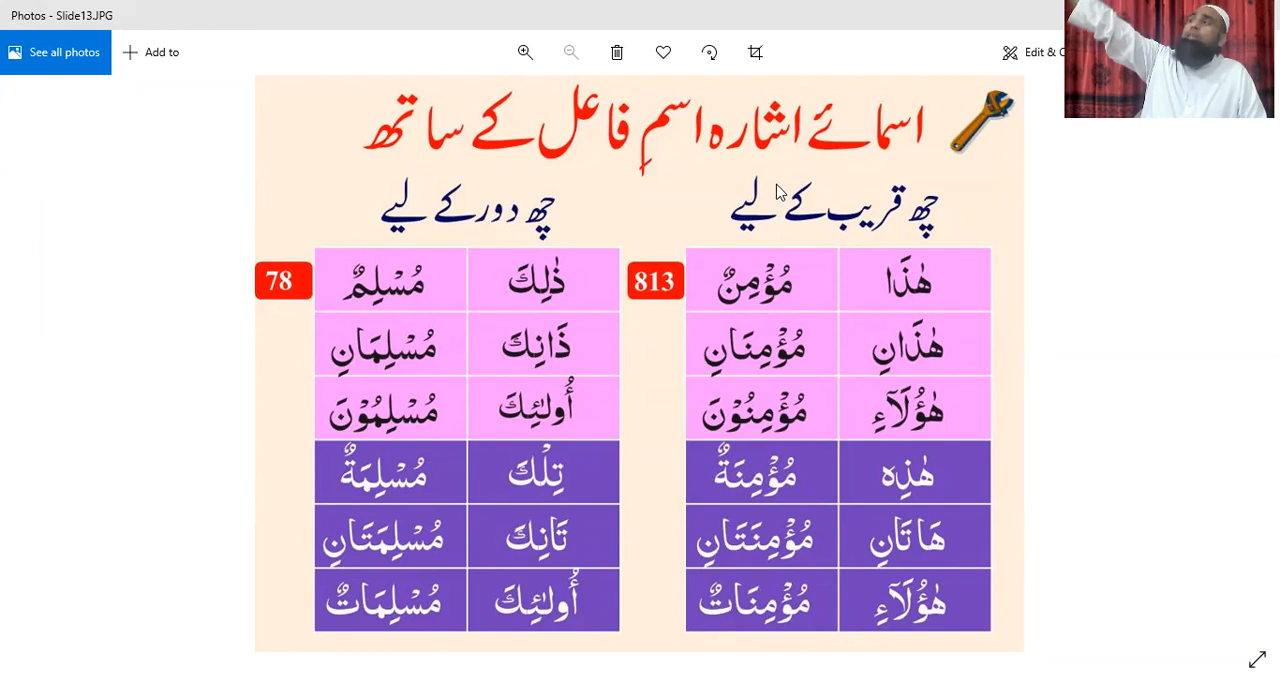 Photos - Slide13.JPG
See all photos
Add to
Edit & C
اسمائے اشارہ اسمِ فاعل کے ساتھ
چھ قریب کے لیے
چھ دور کے لیے
هٰذَا مُؤْمِنٌ 813 ذٰلِكَ مُسْلِمٌ 78
هٰذَانِ مُؤْمِنَانِ ذَانِكَ مُسْلِمَانِ
هٰؤُلَآءِ مُؤْمِنُوْنَ أُولٰئِكَ مُسْلِمُوْنَ
هٰذِه مُؤْمِنَةٌ تِلْكَ مُسْلِمَةٌ
هَاتَانِ مُؤْمِنَتَانِ تَانِكَ مُسْلِمَتَانِ
هٰؤُلَآءِ مُؤْمِنَاتٌ أُولٰئِكَ مُسْلِمَاتٌ